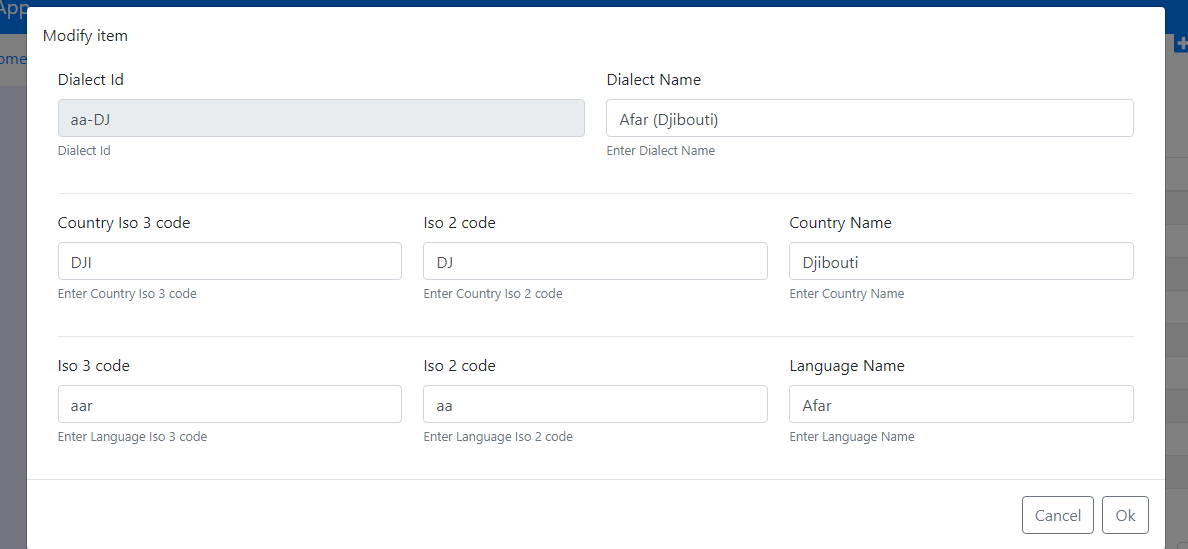 App
ome
Modify item
Dialect Id Dialect Name
aa-DJ Afar (Djibouti)
Dialect Id Enter Dialect Name
Country Iso 3 code Iso 2 code Country Name
DJI DJ Djibouti
Enter Country Iso 3 code Enter Country Iso 2 code Enter Country Name
Iso 3 code Iso 2 code Language Name
aar aa Afar
Enter Language Iso 3 code Enter Language Iso 2 code Enter Language Name
Cancel Ok